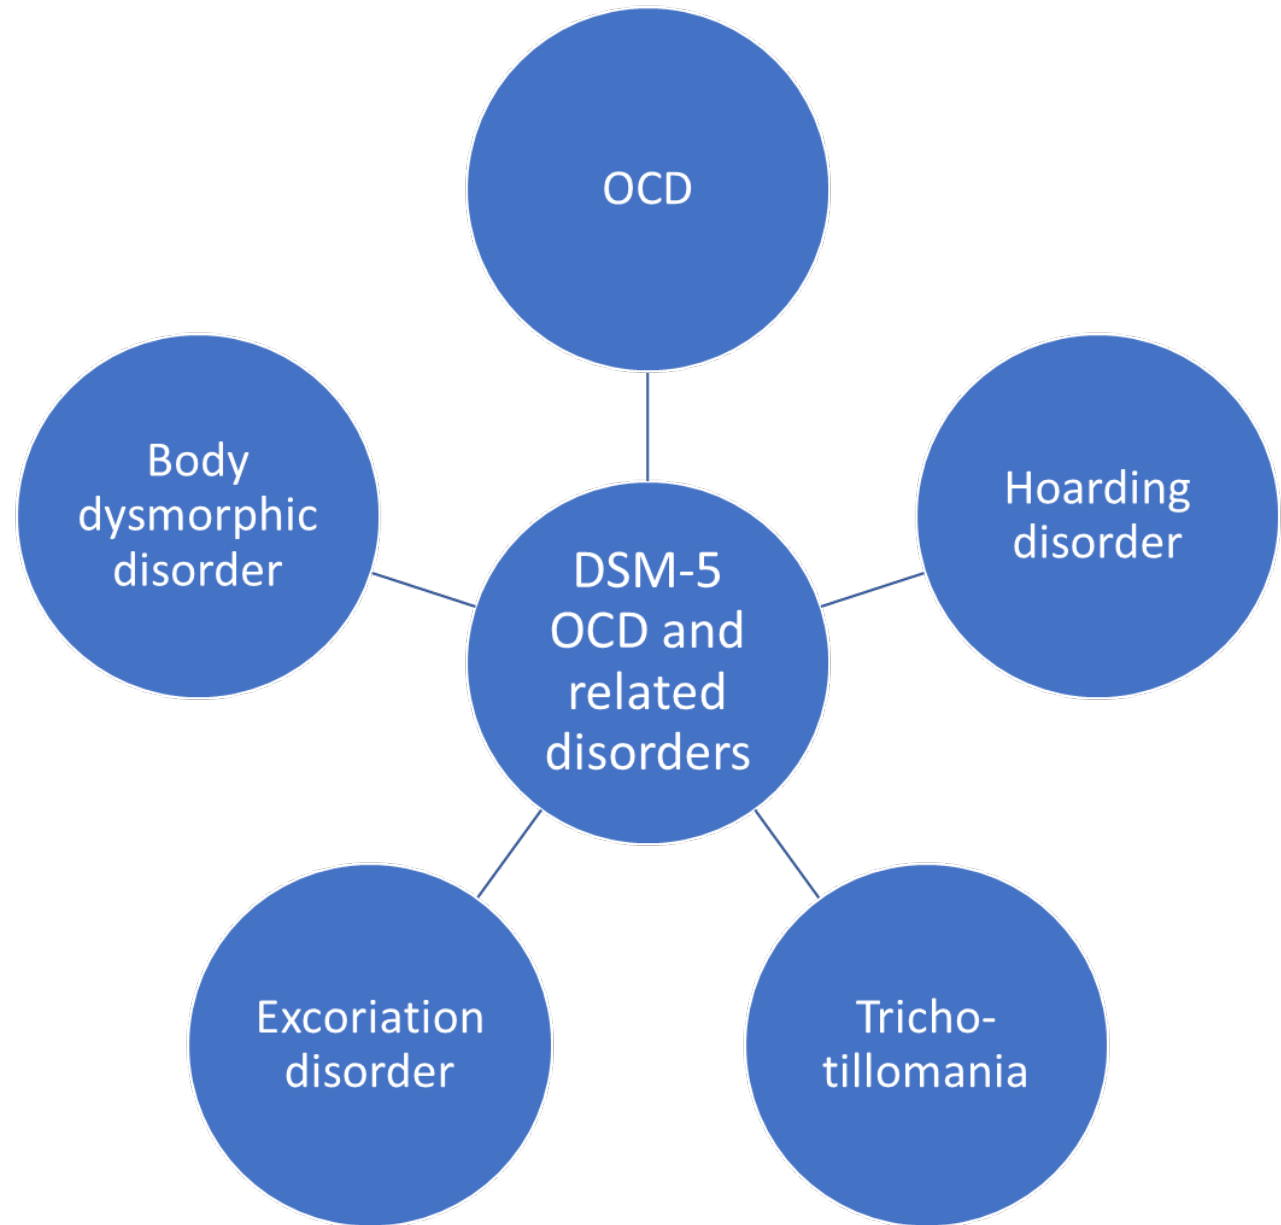 OCD
Body
dysmorphic
disorder
Hoarding
disorder
DSM-5
OCD and
related
disorders
Excoriation
disorder
Tricho-
tillomania